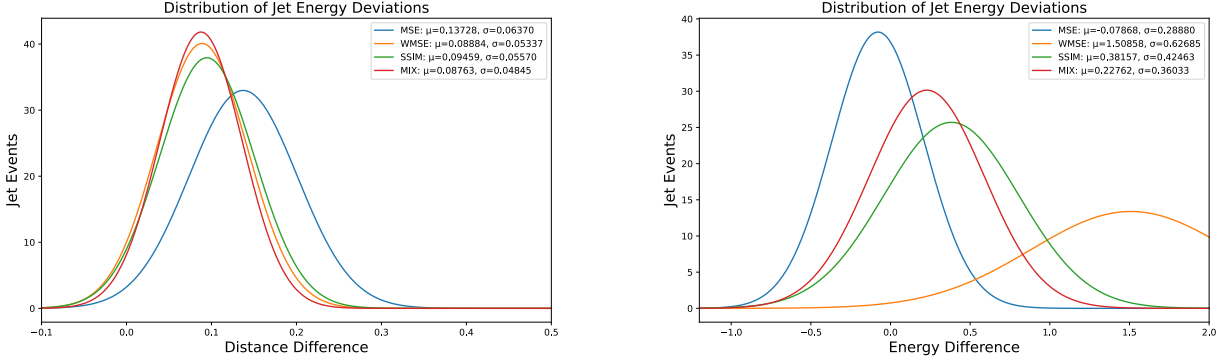 Distribution of Jet Energy Deviations
MSE: μ=0.13728, σ=0.06370
WMSE: μ=0.08884, σ=0.05337
SSIM: μ=0.09459, σ=0.05570
MIX: μ=0.08763, σ=0.04845
Jet Events
40
30
20
10
0
−0.1 0.0 0.1 0.2 0.3 0.4 0.5
Distance Difference
Distribution of Jet Energy Deviations
MSE: μ=-0.07868, σ=0.28880
WMSE: μ=1.50858, σ=0.62685
SSIM: μ=0.38157, σ=0.42463
MIX: μ=0.22762, σ=0.36033
Jet Events
40
35
30
25
20
15
10
5
0
−1.0 −0.5 0.0 0.5 1.0 1.5 2.0
Energy Difference